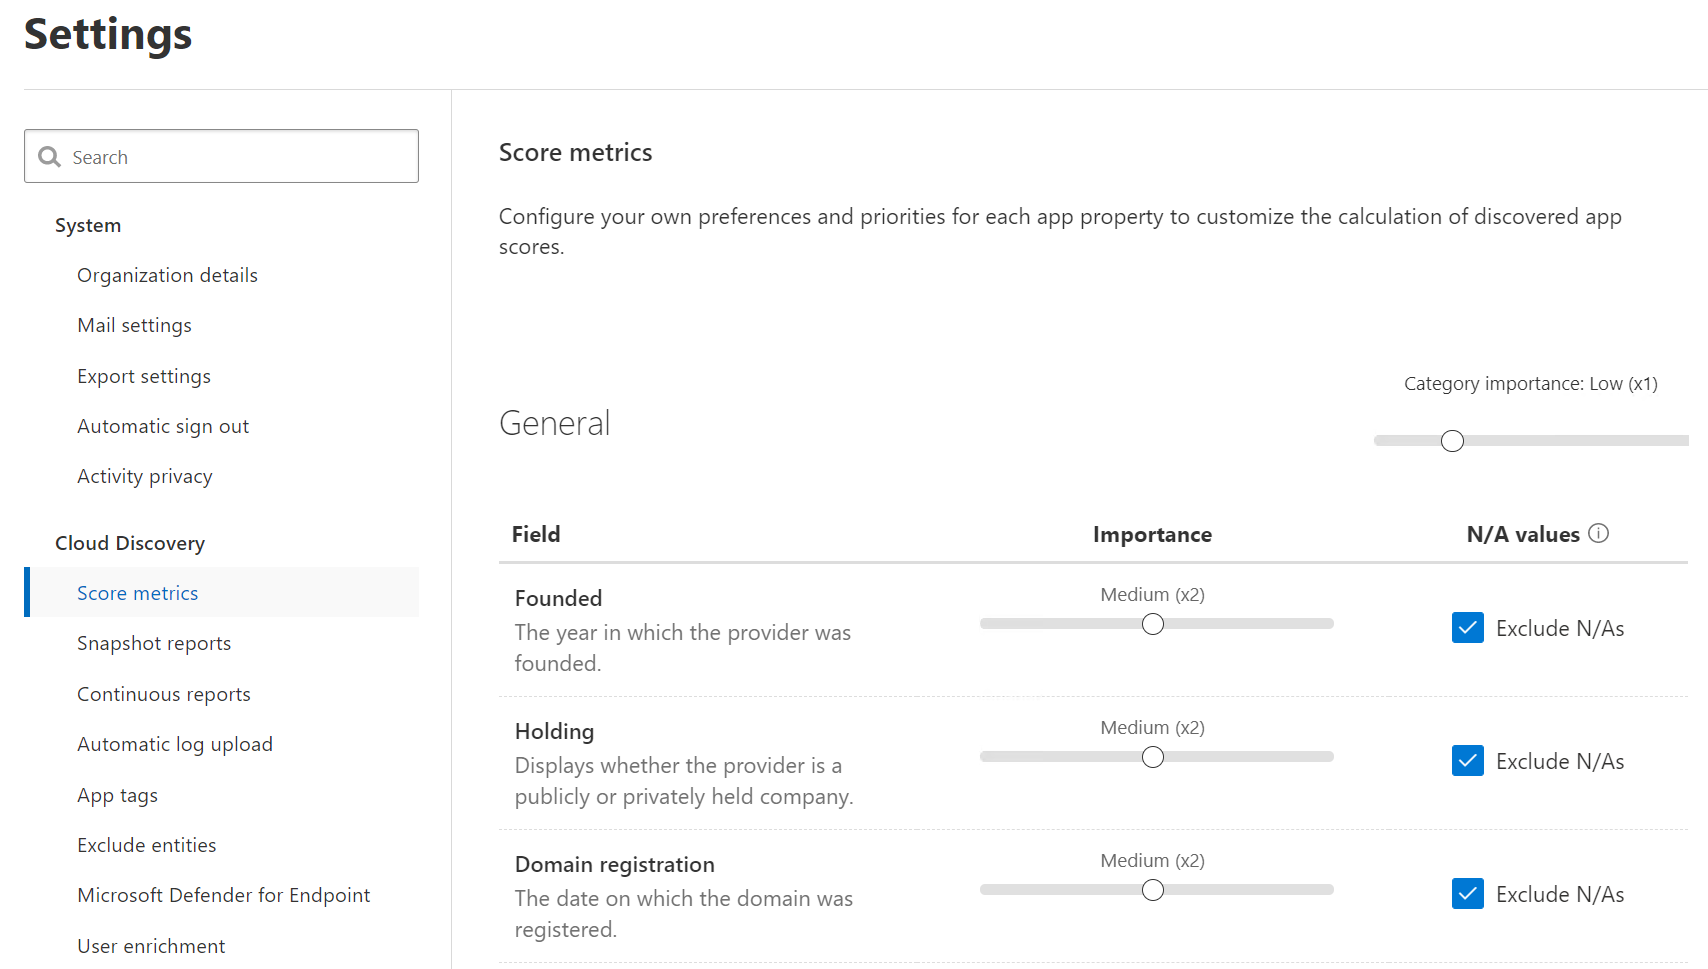 Settings
Search
System
Organization details
Mail settings
Export settings
Automatic sign out
Activity privacy
Cloud Discovery
Score metrics
Snapshot reports
Continuous reports
Automatic log upload
App tags
Exclude entities
Microsoft Defender for Endpoint
User enrichment
Score metrics
Configure your own preferences and priorities for each app property to customize the calculation of discovered app
scores.
Category importance: Low (x1)
General
Field Importance N/A values
Founded
The year in which the provider was
founded.
Medium (x2)
Exclude N/As
Holding
Displays whether the provider is a
publicly or privately held company.
Medium (x2)
Exclude N/As
Domain registration
The date on which the domain was
registered.
Medium (x2)
Exclude N/As